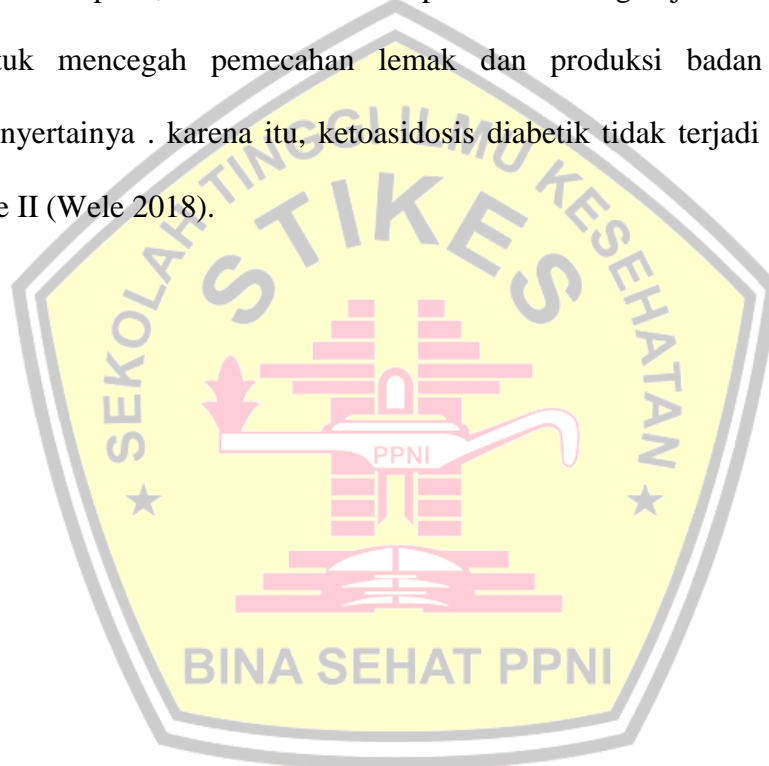 tuk mencegah pemecahan lemak dan produksi badan
nyertainya . karena itu, ketoasidosis diabetik tidak terjadi
e II (Wele 2018).
SEKOLAH TINGGI ILMU KESEHATAN
STIKES
PPNI
BINA SEHAT PPNI